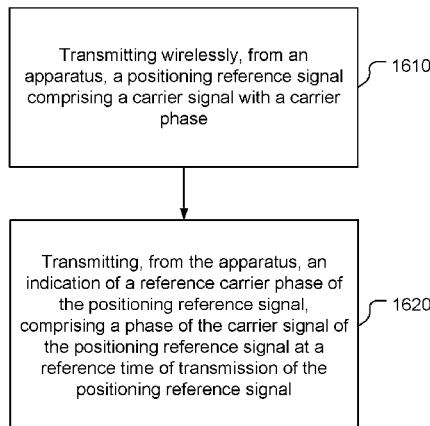 Transmitting wirelessly, from an
apparatus, a positioning reference signal
comprising a carrier signal with a carrier
phase
1610
Transmitting, from the apparatus, an
indication of a reference carrier phase of
the positioning reference signal,
comprising a phase of the carrier signal of
the positioning reference signal at a
reference time of transmission of the
positioning reference signal
1620